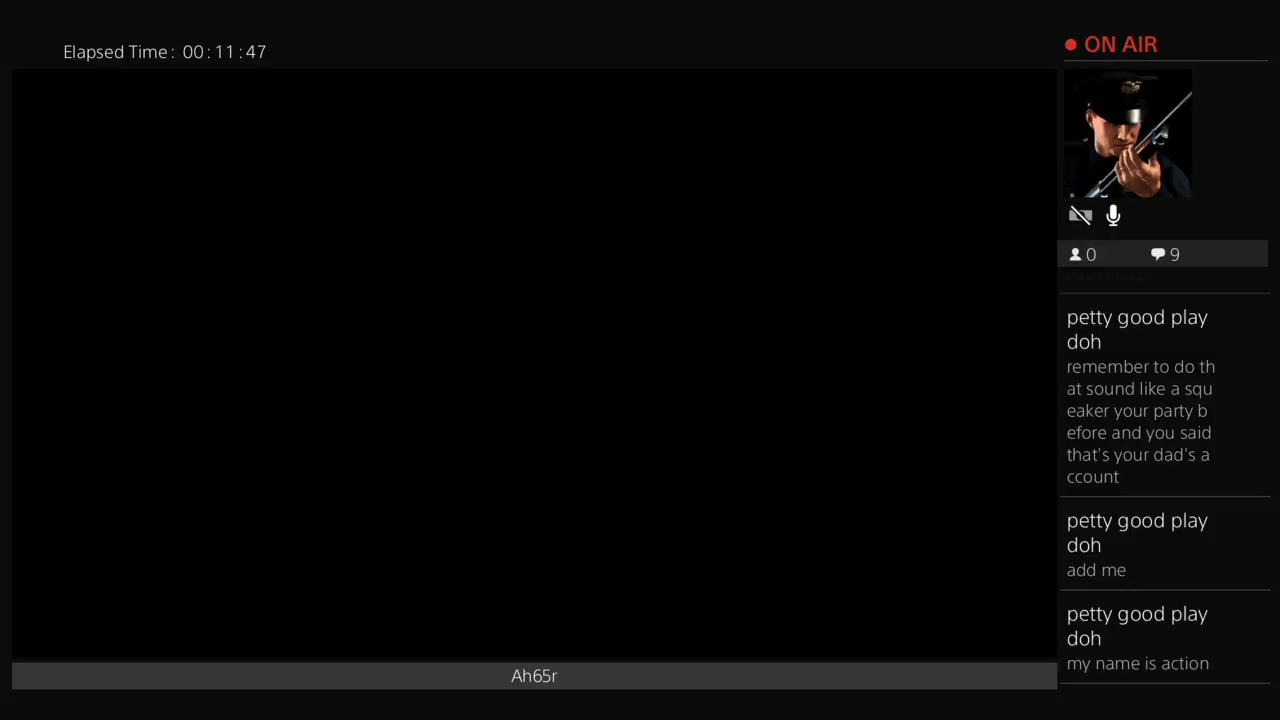 Elapsed Time: 00:11:47
ON AIR
0 9
petty good play
doh
remember to do th
at sound like a squ
eaker your party b
efore and you said
that's your dad's a
ccount
petty good play
doh
add me
petty good play
doh
my name is action
Ah65r